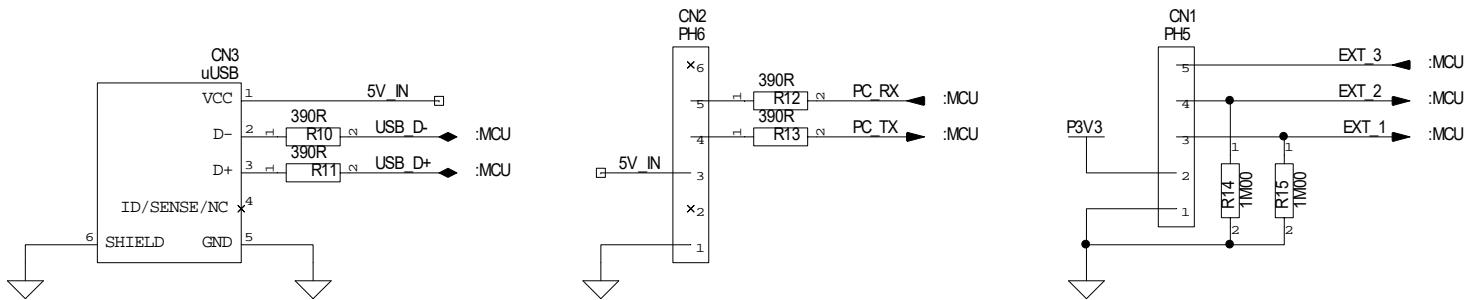 CN3
uUSB
VCC 1 5V_IN
390R
D- 2 1 R10 2 USB_D- :MCU
390R
D+ 3 1 R11 2 USB_D+ :MCU
ID/SENSE/NC 4
6 SHIELD GND 5
CN2
PH6
6
390R
5 1 R12 2 PC_RX :MCU
390R
4 1 R13 2 PC_TX :MCU
5V_IN 3
2
1
CN1
PH5
5 EXT_3 :MCU
4 EXT_2 :MCU
P3V3 3 EXT_1 :MCU
1 1
2
R14 1M00 R15 1M00
1
2 2